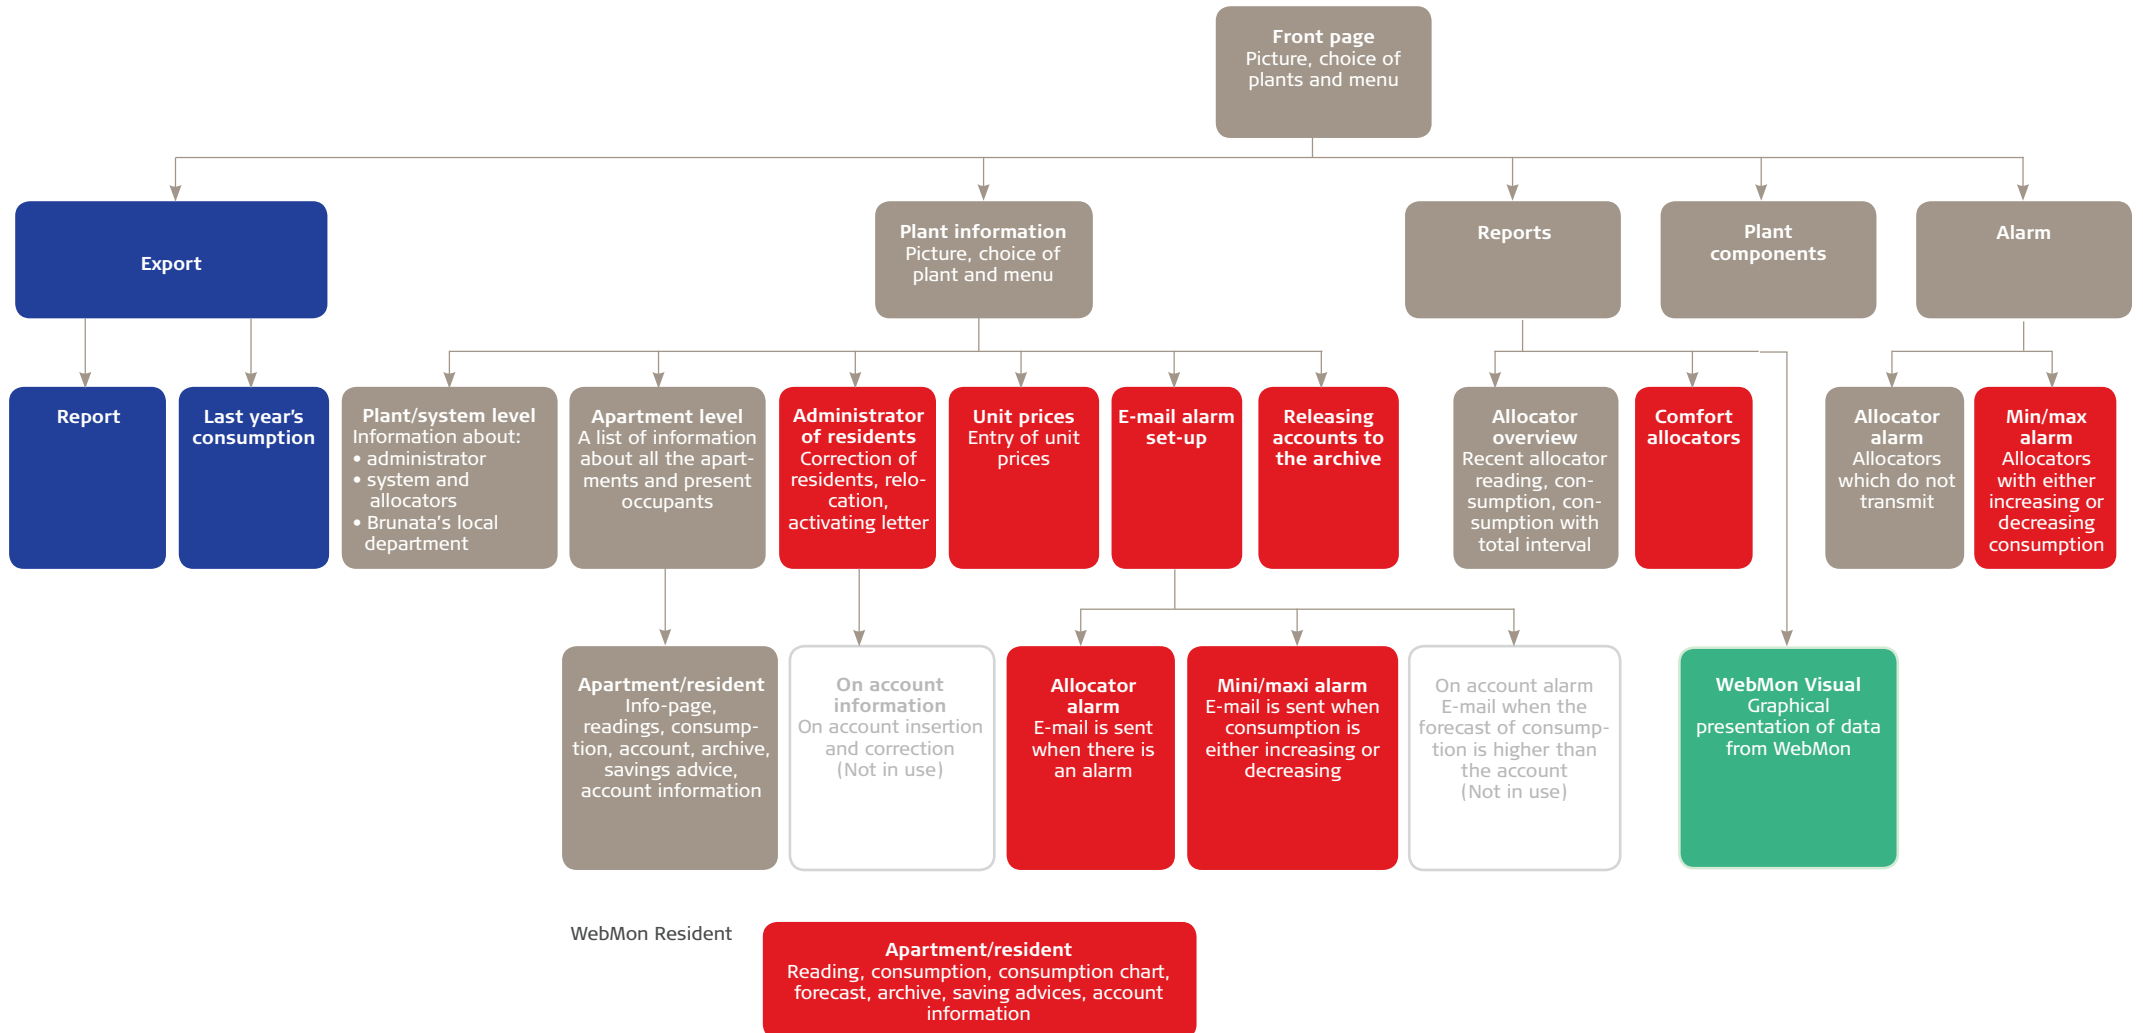 Front page
Picture, choice of
plants and menu
Export
Plant information
Picture, choice of
plant and menu
Reports
Plant
components
Alarm
Report
Last year's
consumption
Plant/system level
Information about:
• administrator
• system and
allocators
• Brunata's local
department
Apartment level
A list of information
about all the apart-
ments and present
occupants
Administrator
of residents
Correction of
residents, relo-
cation,
activating letter
Unit prices
Entry of unit
prices
E-mail alarm
set-up
Releasing
accounts to
the archive
Allocator
overview
Recent allocator
reading, con-
sumption, con-
sumption with
total interval
Comfort
allocators
Allocator
alarm
Allocators
which do not
transmit
Min/max
alarm
Allocators
with either
increasing or
decreasing
consumption
Apartment/resident
Info-page,
readings, consump-
tion, account, archive,
savings advice,
account information
On account
information
On account insertion
and correction
(Not in use)
Allocator
alarm
E-mail is sent
when there is
an alarm
Mini/maxi alarm
E-mail is sent when
consumption is
either increasing or
decreasing
On account alarm
E-mail when the
forecast of consump-
tion is higher than
the account
(Not in use)
WebMon Visual
Graphical
presentation of data
from WebMon
WebMon Resident
Apartment/resident
Reading, consumption, consumption chart,
forecast, archive, saving advices, account
information